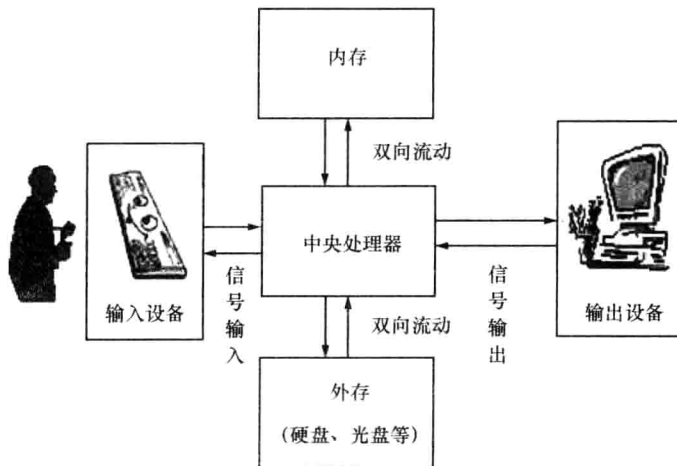 内存
双向流动
中央处理器
输入设备
信号输入
信号输出
输出设备
双向流动
外存
（硬盘、光盘等）